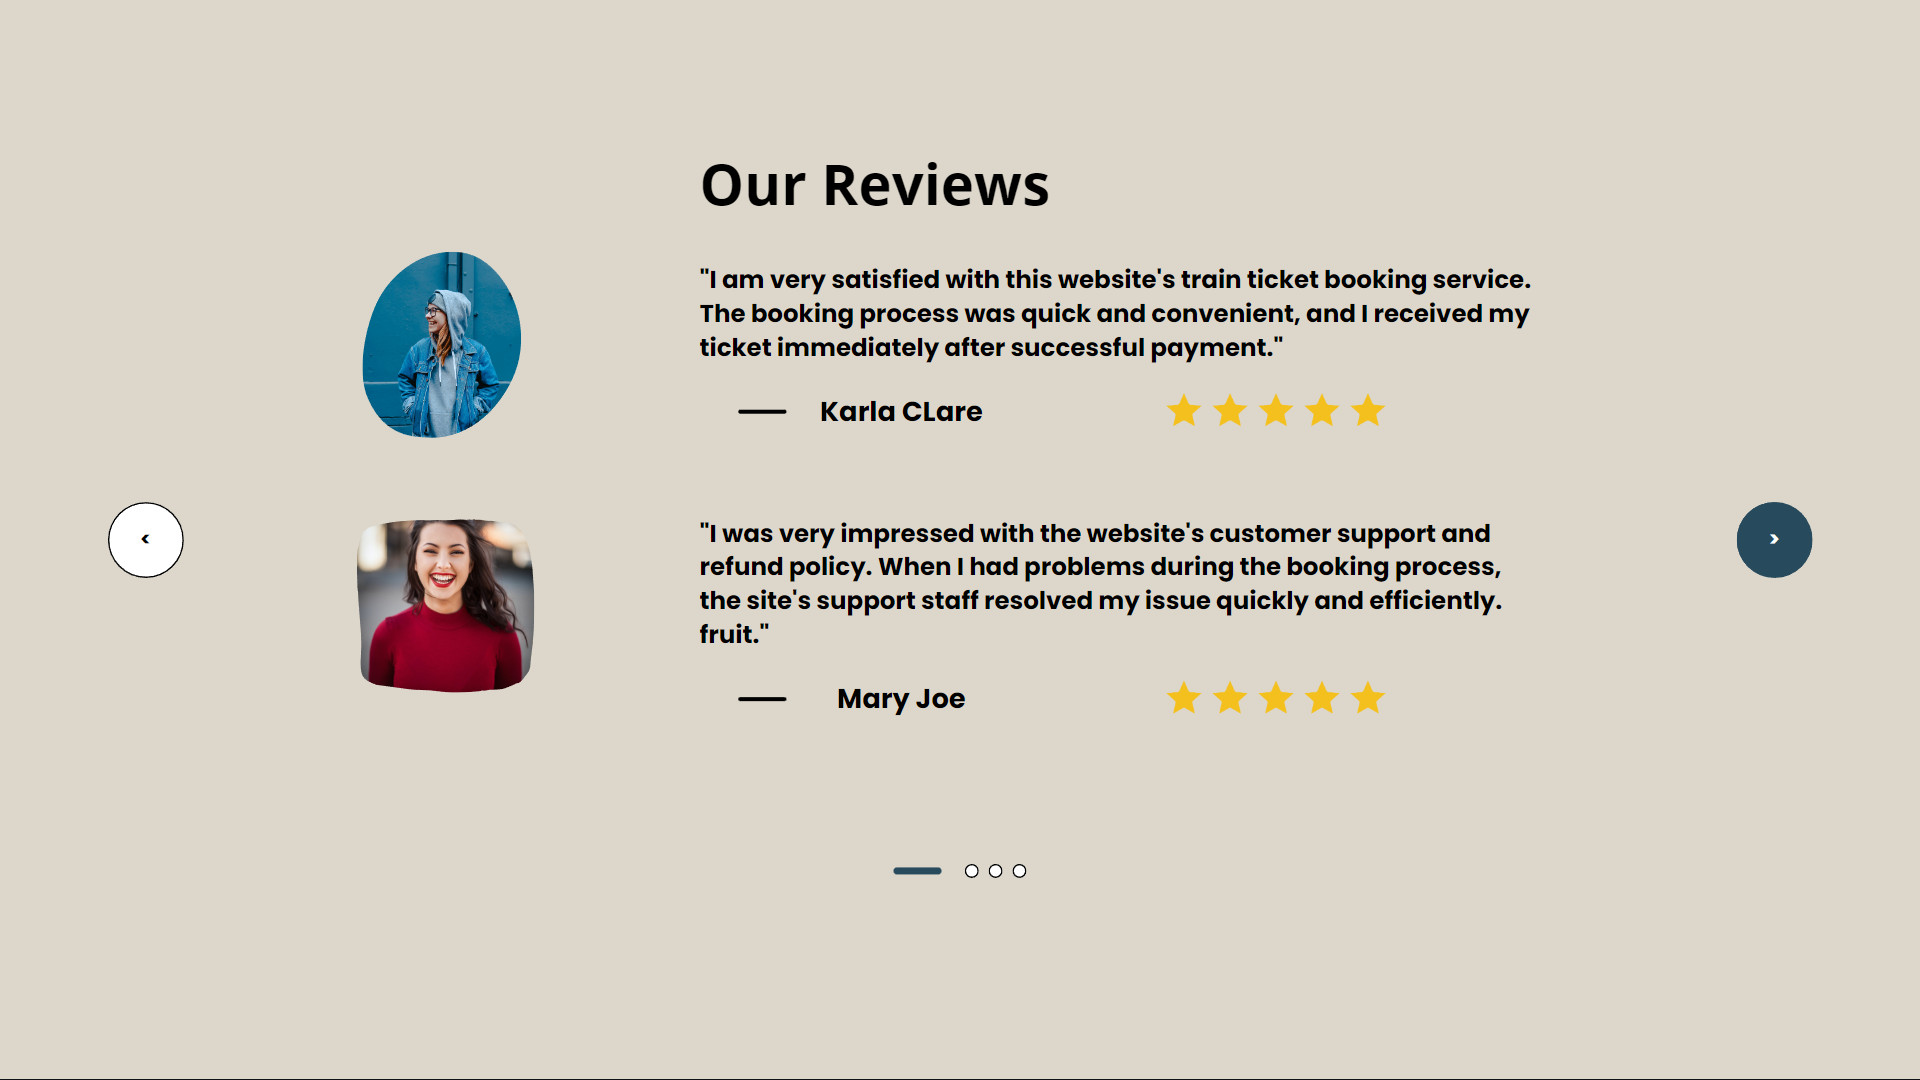 Our Reviews
"I am very satisfied with this website's train ticket booking service.
The booking process was quick and convenient, and I received my
ticket immediately after successful payment."
Karla CLare
"I was very impressed with the website's customer support and
refund policy. When I had problems during the booking process,
the site's support staff resolved my issue quickly and efficiently.
fruit."
Mary Joe